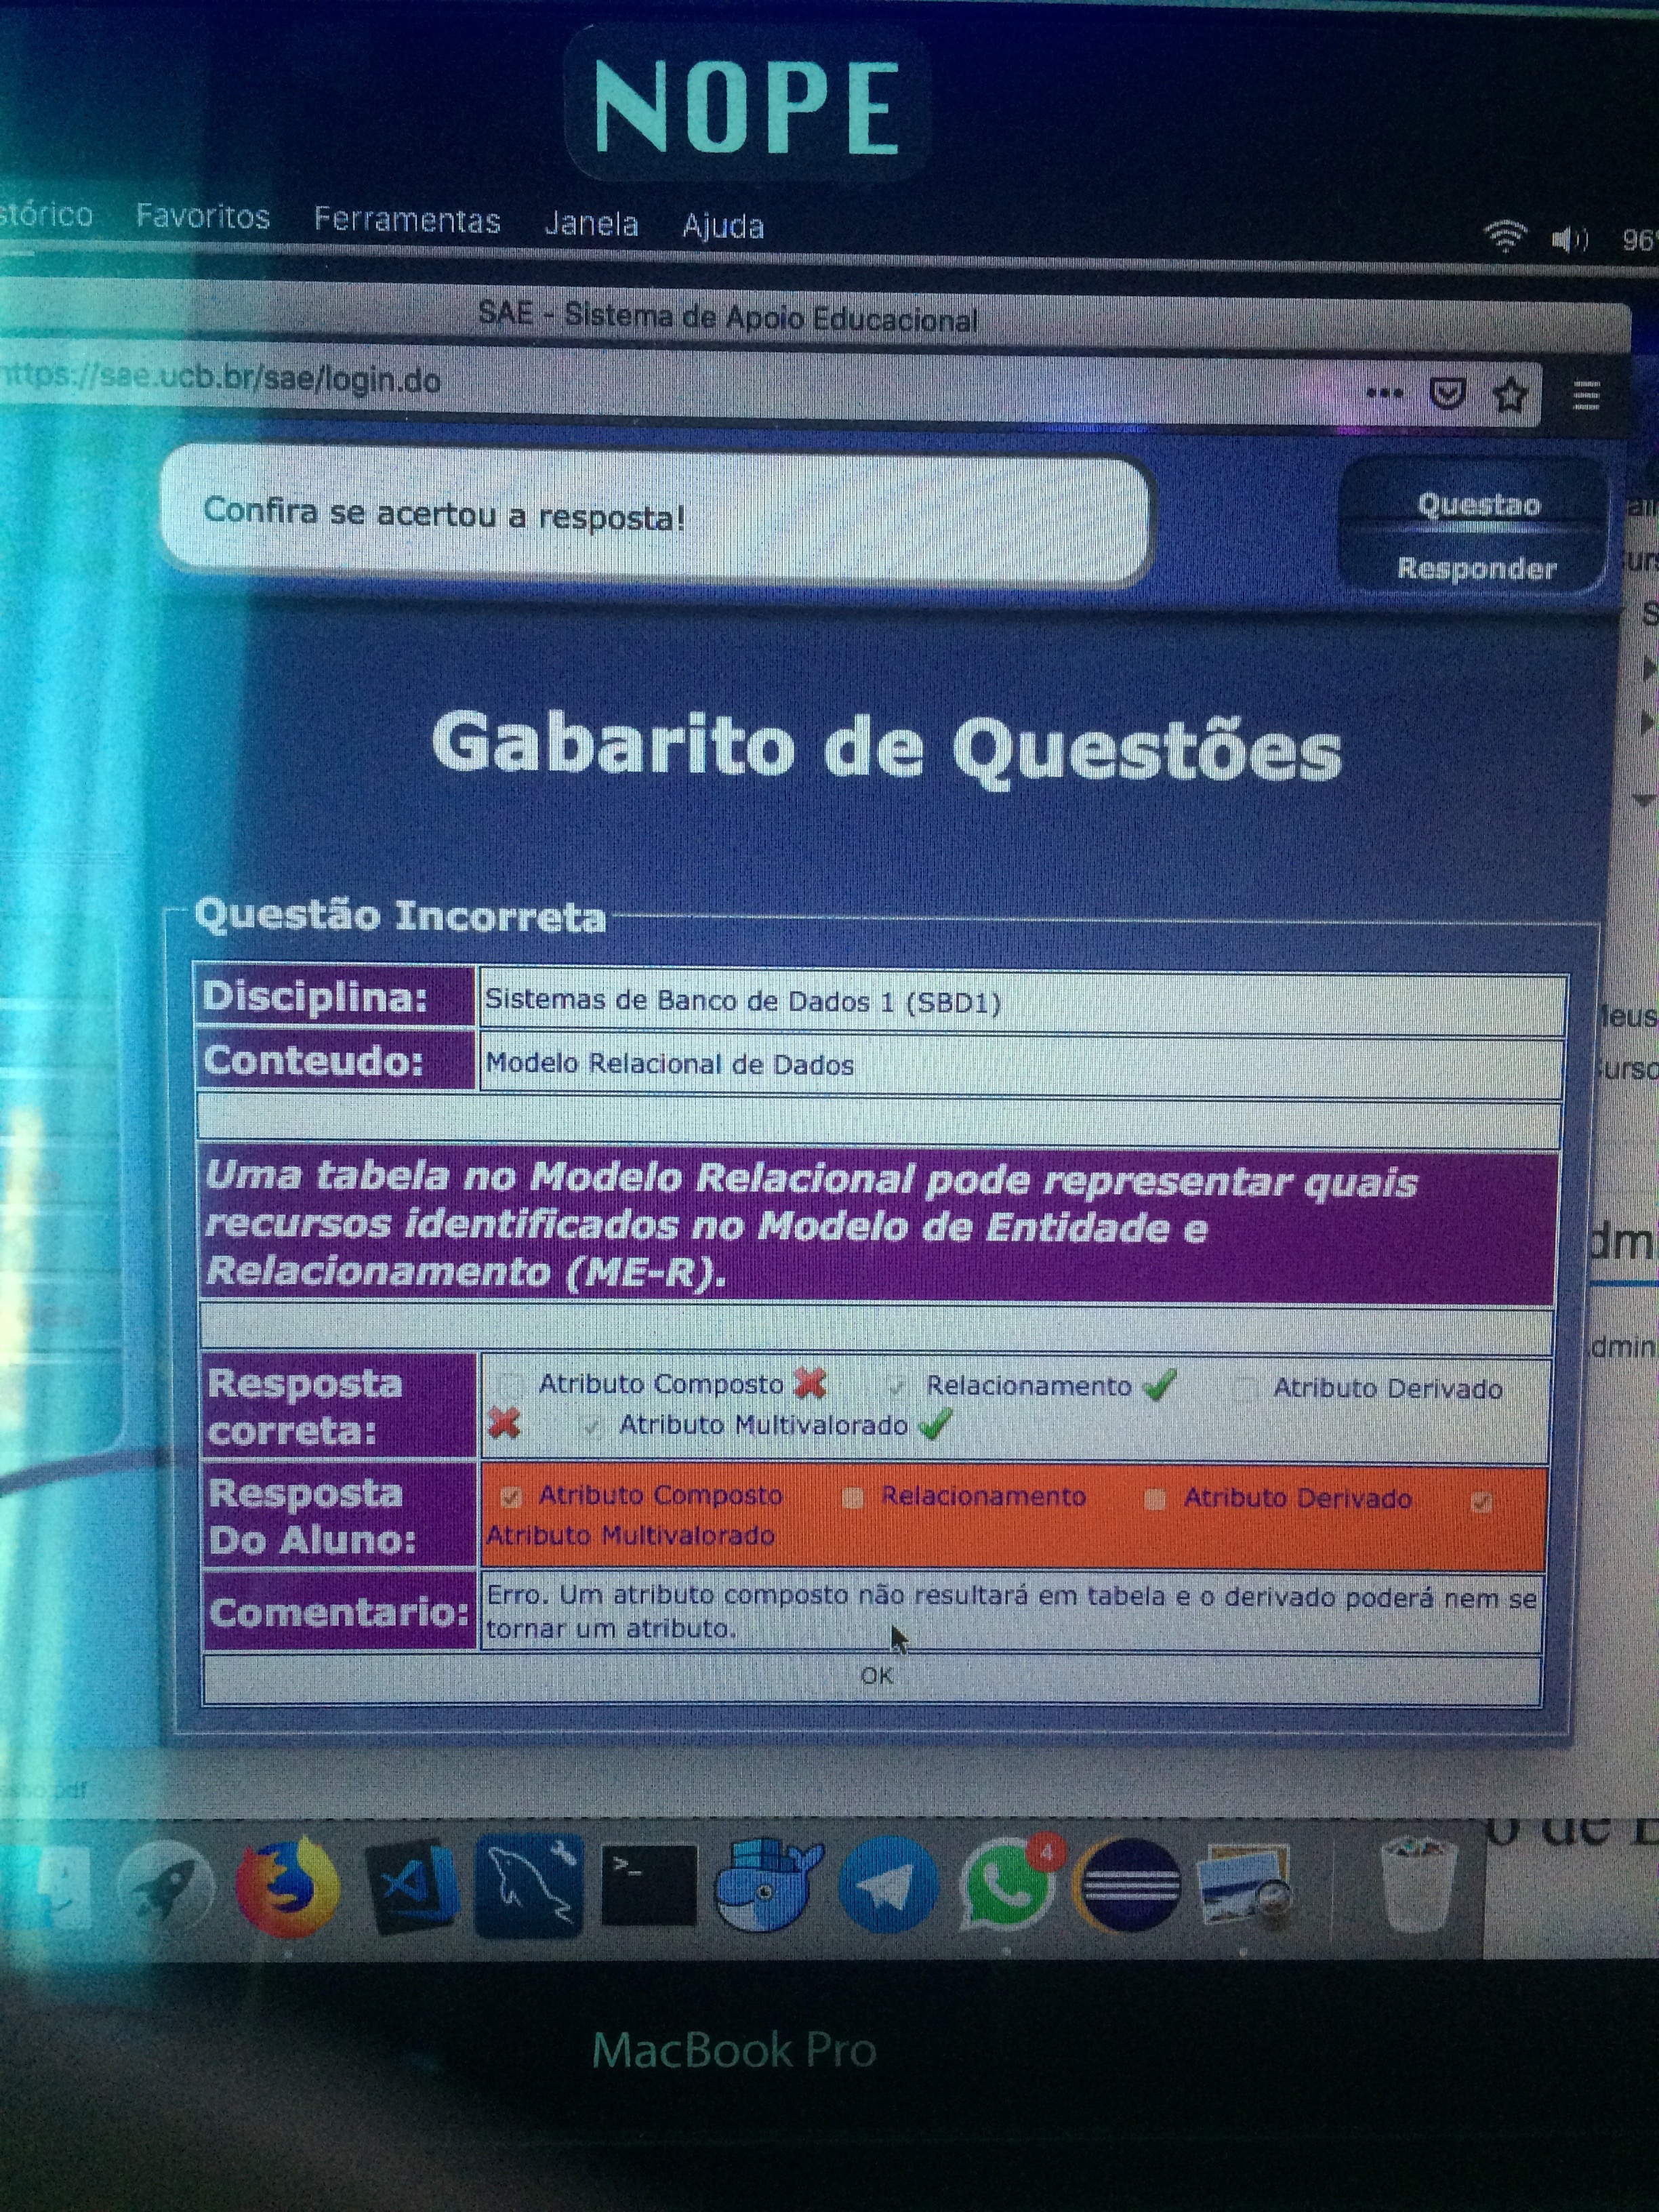 NOPE
stórico Favoritos Ferramentas Janela Ajuda
96
SAE - Sistema de Apoio Educacional
https://sae.ucb.br/sae/login.do
Confira se acertou a resposta!
Questao
Responder
Gabarito de Questões
Questão Incorreta
Disciplina: Sistemas de Banco de Dados 1 (SBD1)
Conteudo: Modelo Relacional de Dados
Uma tabela no Modelo Relacional pode representar quais
recursos identificados no Modelo de Entidade e
Relacionamento (ME-R).
Resposta correta: Atributo Composto Relacionamento Atributo Derivado
Atributo Multivalorado
Resposta Do Aluno: Atributo Composto Relacionamento Atributo Derivado
Atributo Multivalorado
Comentario: Erro. Um atributo composto não resultará em tabela e o derivado poderá nem se
tornar um atributo.
OK
4
MacBook Pro